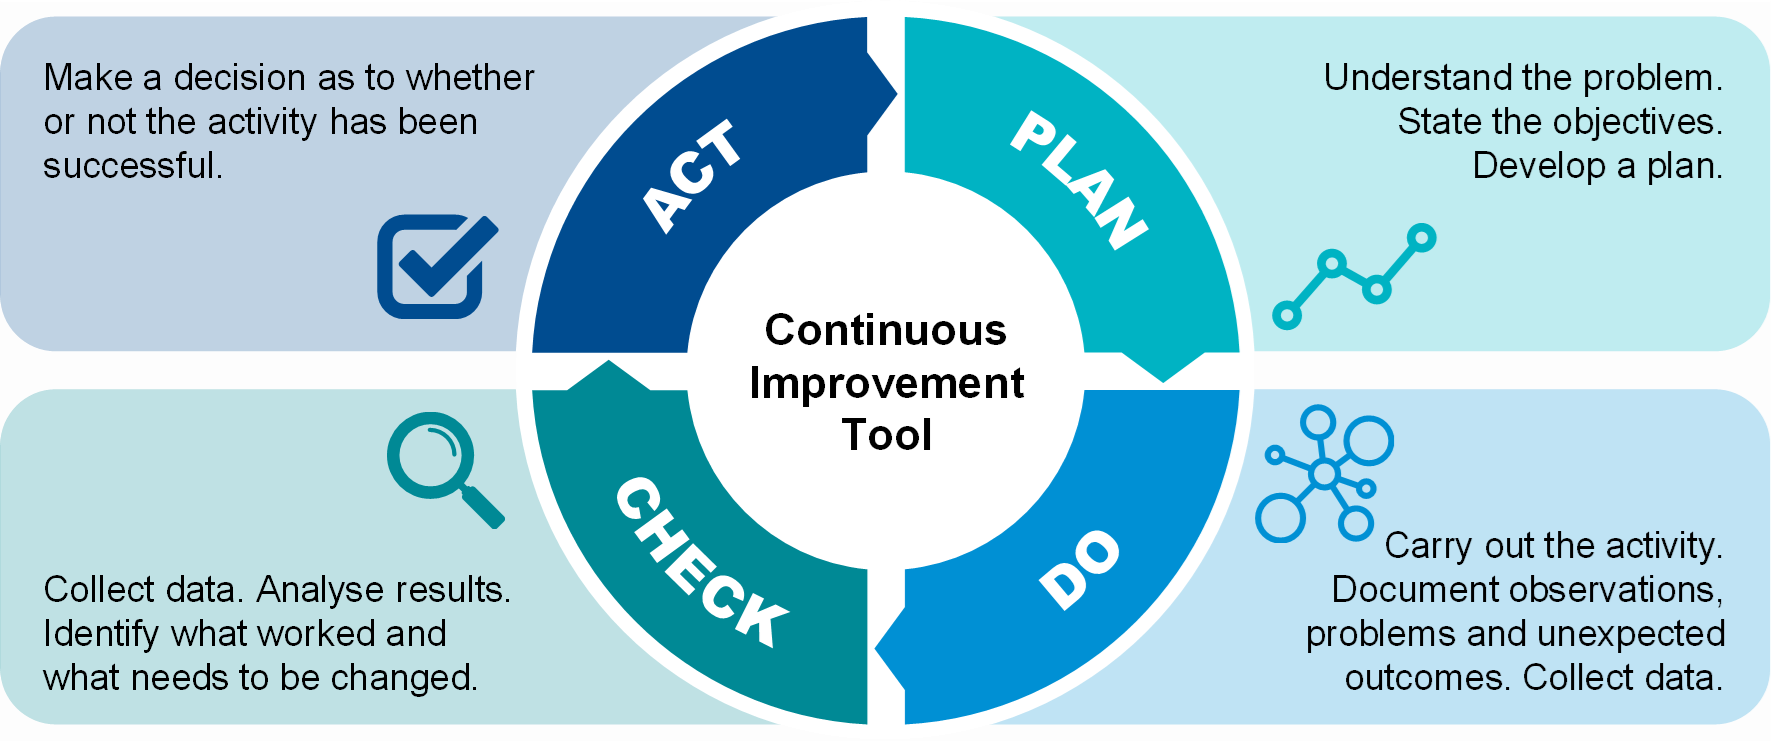 Make a decision as to whether
or not the activity has been
successful.
ACT
PLAN
Understand the problem.
State the objectives.
Develop a plan.
Continuous
Improvement
Tool
Collect data. Analyse results.
Identify what worked and
what needs to be changed.
CHECK
DO
Carry out the activity.
Document observations,
problems and unexpected
outcomes. Collect data.